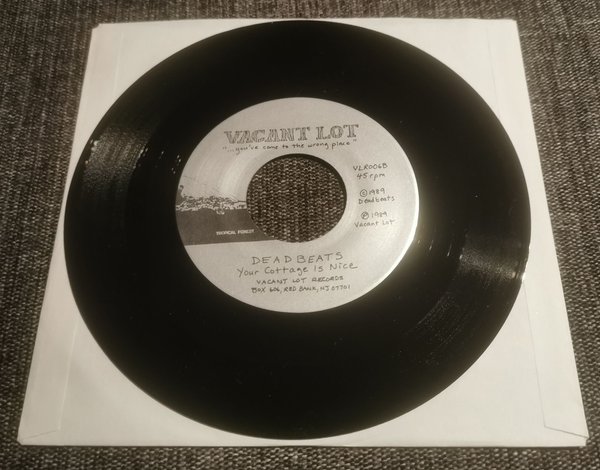 VACANT LOT
"...you've come to the wrong place"
VLR006B
45 rpm
©1989
Deadbeats
℗1989
Vacant Lot
TROPICAL FOREST
DEADBEATS
Your Cottage Is Nice
VACANT LOT RECORDS
BOX 606, RED BANK, NJ 07701